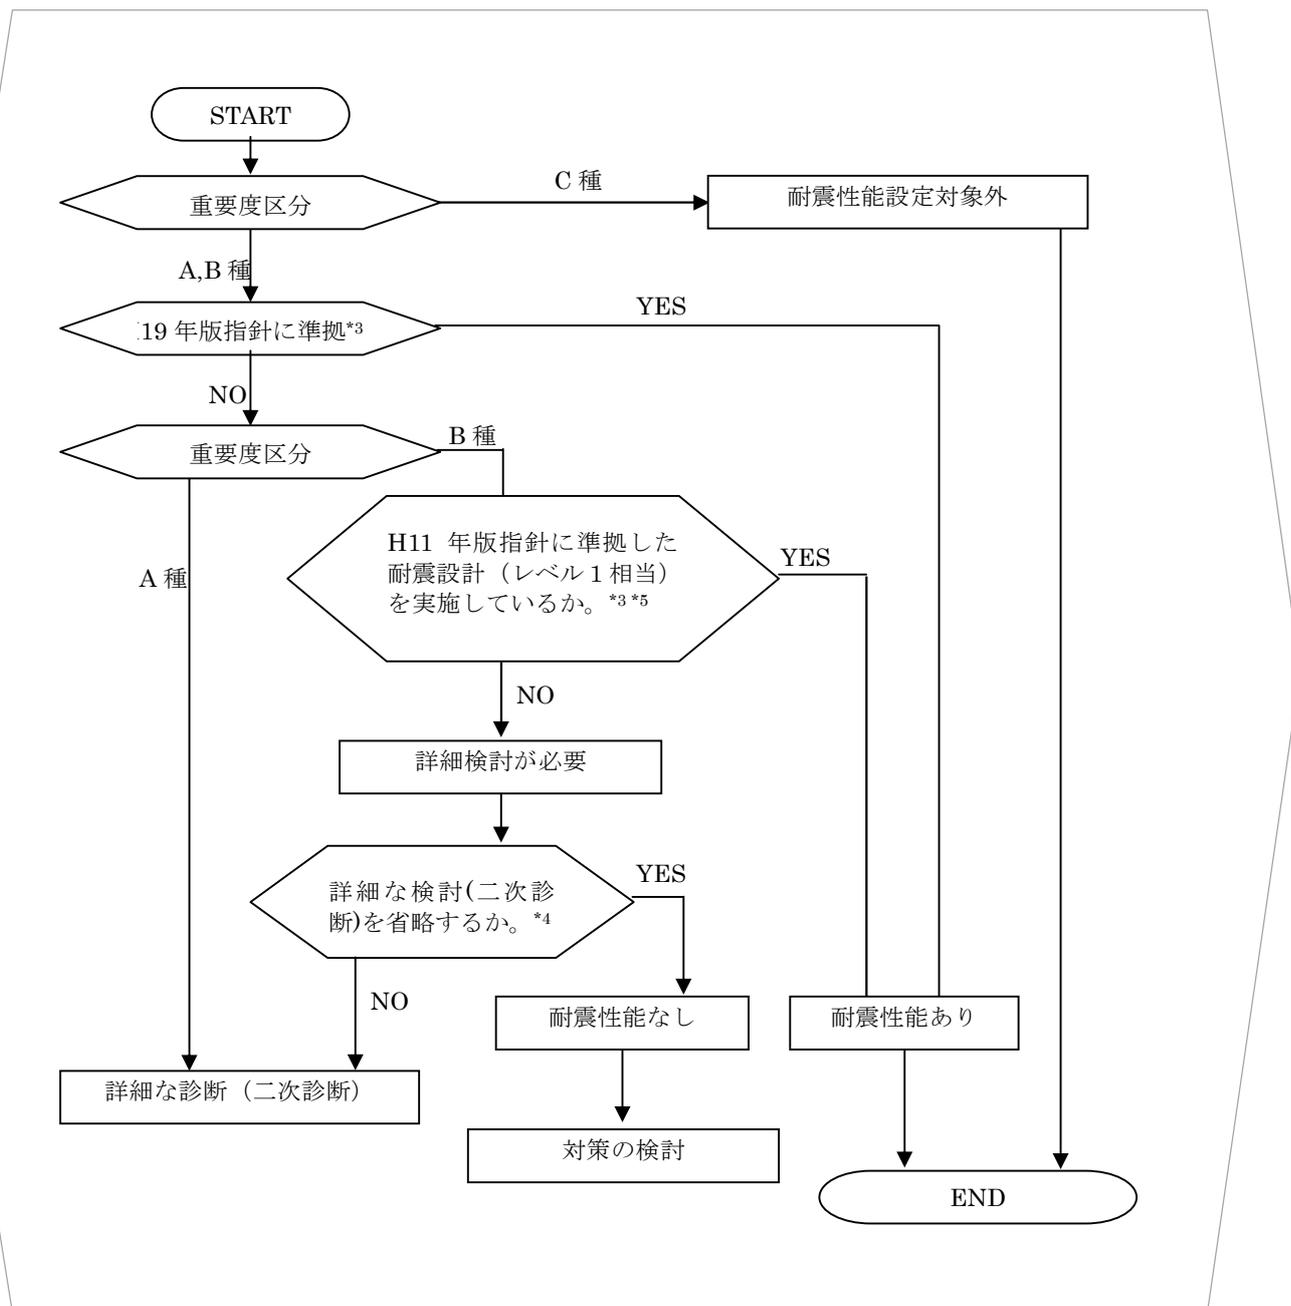 START
重要度区分
C 種
耐震性能設定対象外
A,B 種
19 年版指針に準拠*3
YES
NO
重要度区分
B 種
A 種
H11 年版指針に準拠した
耐震設計（レベル１相当）
を実施しているか。*3 *5
YES
NO
詳細検討が必要
詳細な検討(二次診
断)を省略するか。*4
YES
NO
耐震性能なし
耐震性能あり
詳細な診断（二次診断）
対策の検討
END